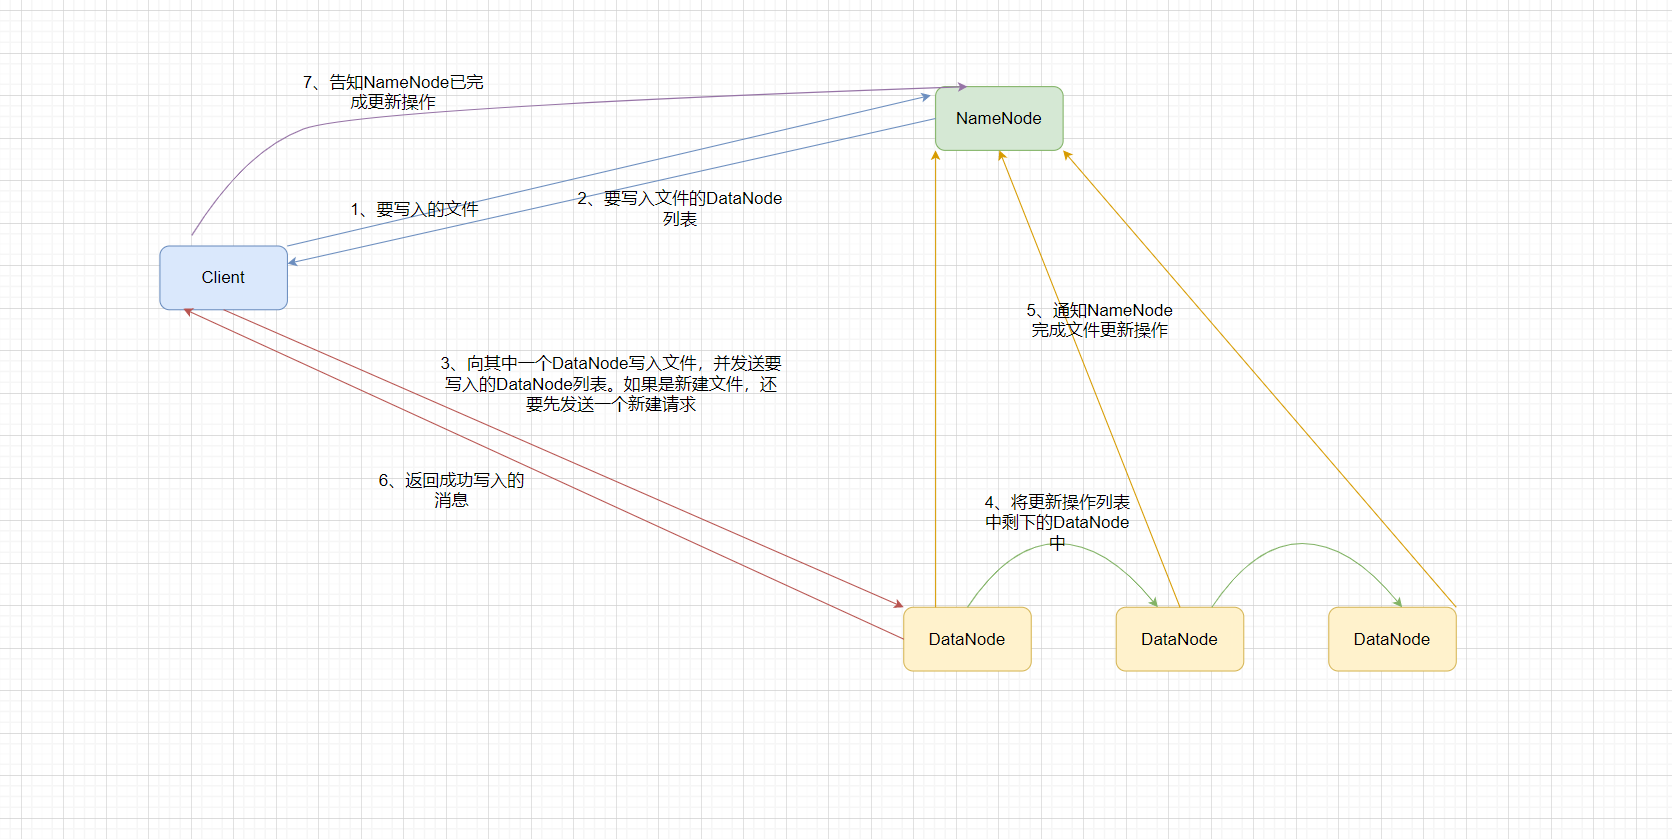 7、告知NameNode已完
成更新操作
NameNode
1、要写入的文件
2、要写入文件的DataNode
列表
Client
5、通知NameNode
完成文件更新操作
3、向其中一个DataNode写入文件，并发送要
写入的DataNode列表。如果是新建文件，还
要先发送一个新建请求
6、返回成功写入的
消息
4、将更新操作列表
中剩下的DataNode
中
DataNode
DataNode
DataNode